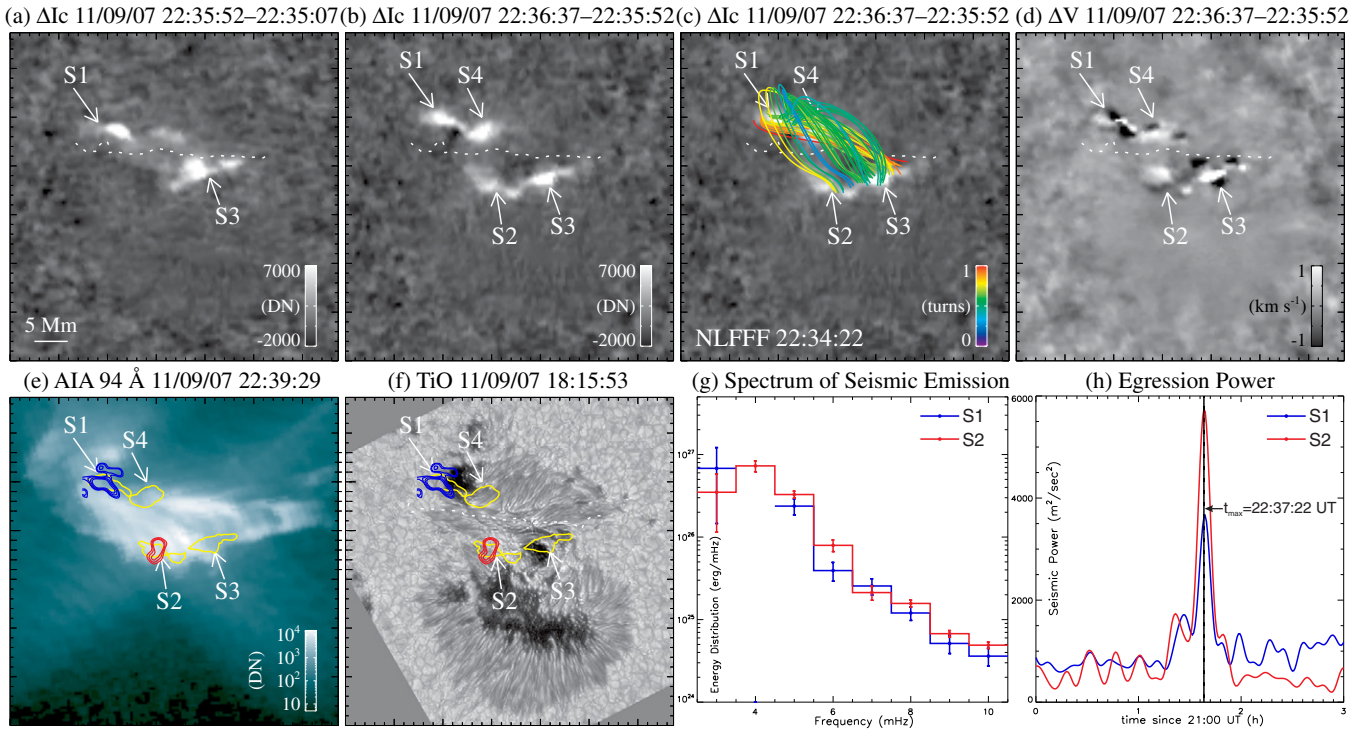 (a) ΔIc 11/09/07 22:35:52–22:35:07
S1
S3
7000
(DN)
-2000
5 Mm
(b) ΔIc 11/09/07 22:36:37–22:35:52
S1
S4
S2
S3
7000
(DN)
-2000
(c) ΔIc 11/09/07 22:36:37–22:35:52
S1
S4
S2
S3
1
(turns)
0
NLFFF 22:34:22
(d) ΔV 11/09/07 22:36:37–22:35:52
S1
S4
S2
S3
1
(km s⁻¹)
-1
(e) AIA 94 Å 11/09/07 22:39:29
S1
S4
S2
S3
10⁴
10³
10²
10
(DN)
(f) TiO 11/09/07 18:15:53
S1
S4
S2
S3
(g) Spectrum of Seismic Emission
S1
S2
10²⁷
10²⁶
10²⁵
10²⁴
Energy Distribution (erg/mHz)
4 6 8 10
Frequency (mHz)
(h) Egression Power
S1
S2
6000
4000
2000
0
Seismic Power (m²/sec²)
tmax=22:37:22 UT
0 1 2 3
time since 21:00 UT (h)